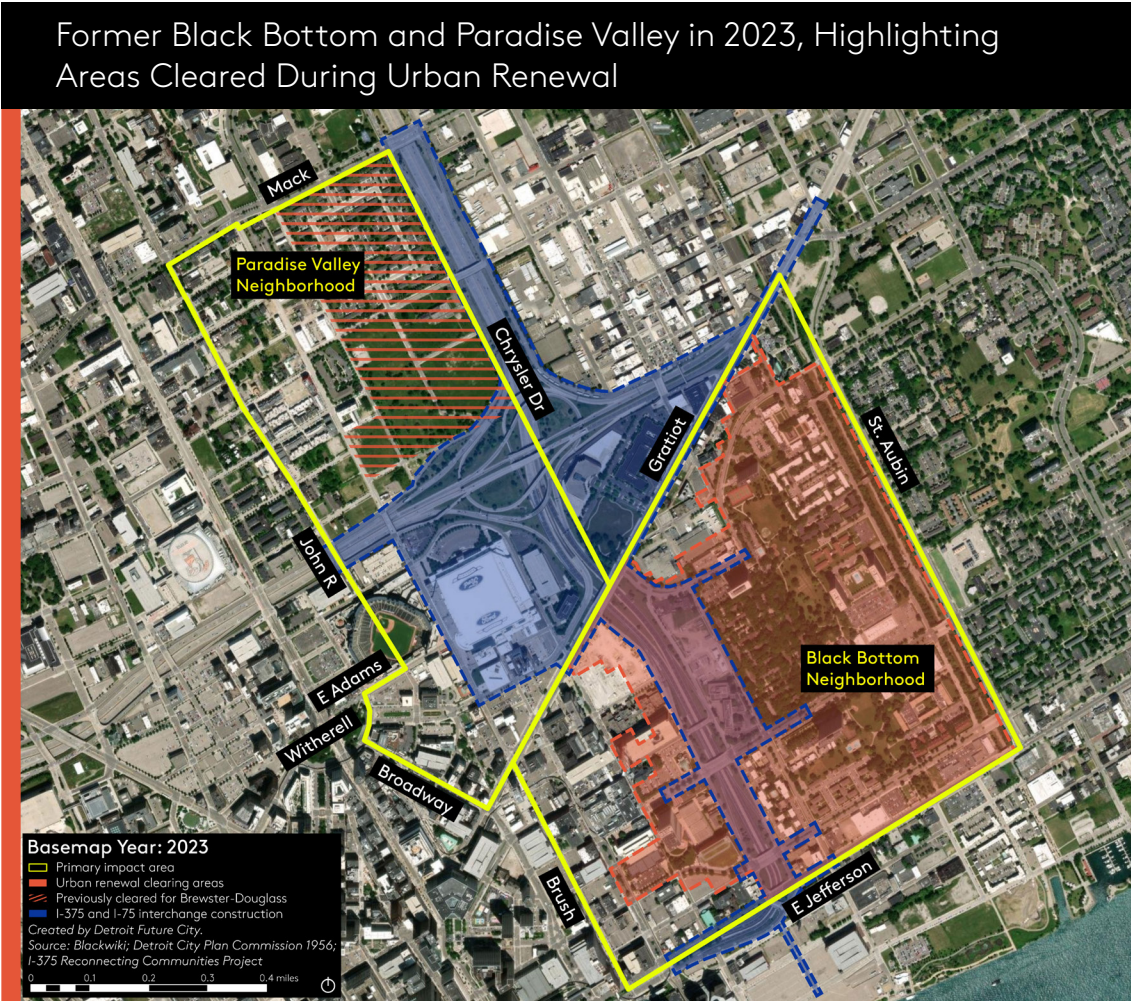 Former Black Bottom and Paradise Valley in 2023, Highlighting
Areas Cleared During Urban Renewal
Mack
Paradise Valley
Neighborhood
Chrysler Dr
Gratiot
St. Aubin
John R
E Adams
Witherell
Broadway
Black Bottom
Neighborhood
Brush
E Jefferson
Basemap Year: 2023
Primary impact area
Urban renewal clearing areas
Previously cleared for Brewster-Douglass
I-375 and I-75 interchange construction
Created by Detroit Future City.
Source: Blackwiki; Detroit City Plan Commission 1956;
I-375 Reconnecting Communities Project
0 0.1 0.2 0.3 0.4 miles